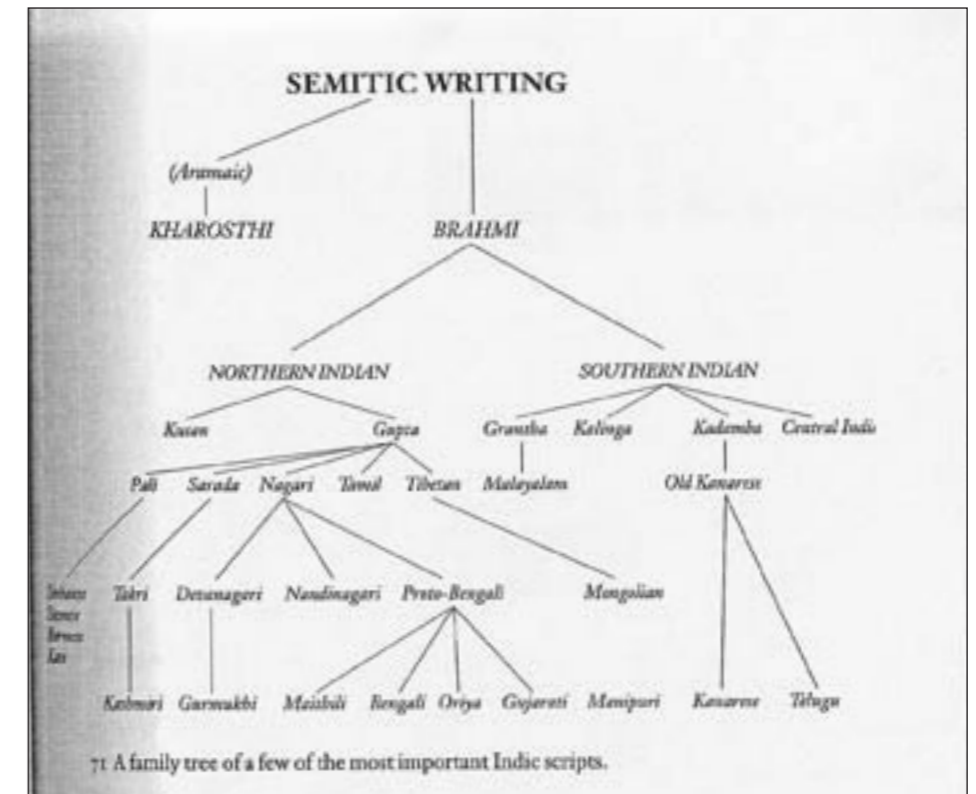 SEMITIC WRITING
(Aramaic)
KHAROSTHI BRAHMI
NORTHERN INDIAN SOUTHERN INDIAN
Kusan Gupta Grantha Kalinga Kadamba Central Indic
Pali Sarada Nagari Tamil Tibetan Malayalam Old Kanarese
Takri Devanagari Nandinagari Proto-Bengali Mongolian
Kashmiri Gurmukhi Maithili Bengali Oriya Gujarati Manipuri Kanarese Telugu
71 A family tree of a few of the most important Indic scripts.